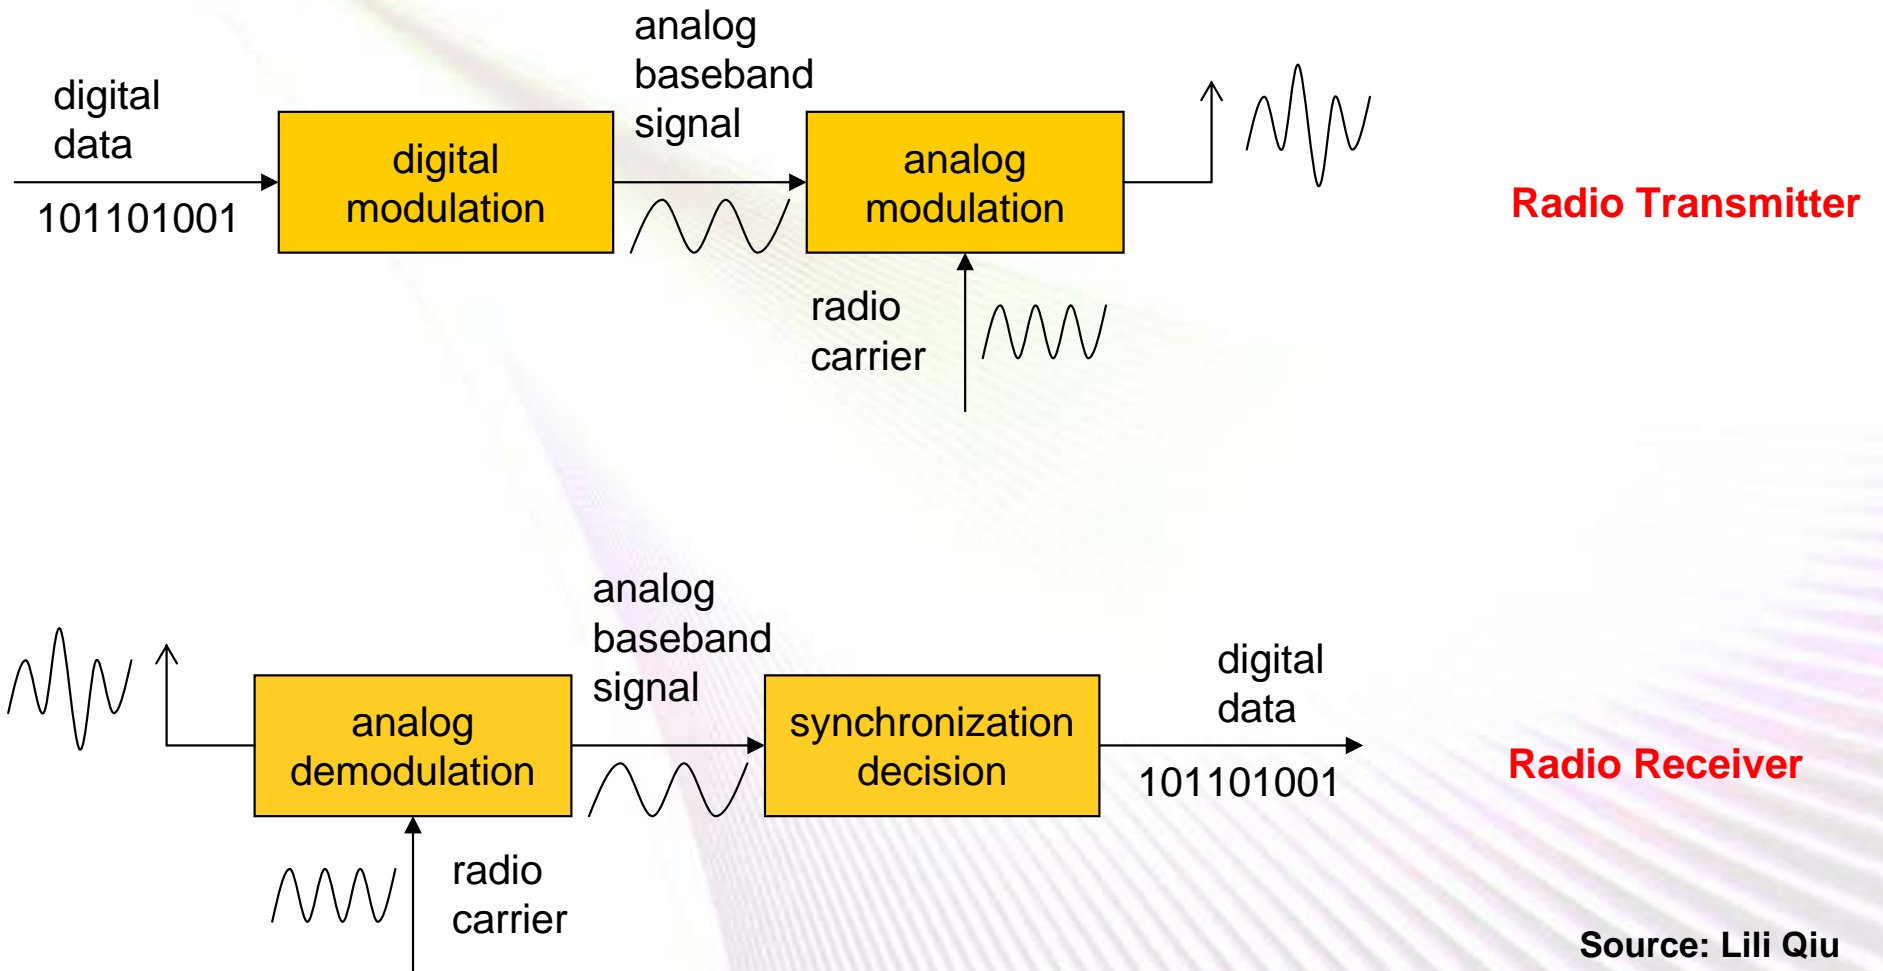 analog
baseband
signal
digital
data
101101001
digital
modulation
analog
modulation
Radio Transmitter
radio
carrier
analog
baseband
signal
digital
data
analog
demodulation
synchronization
decision
101101001
Radio Receiver
radio
carrier
Source: Lili Qiu